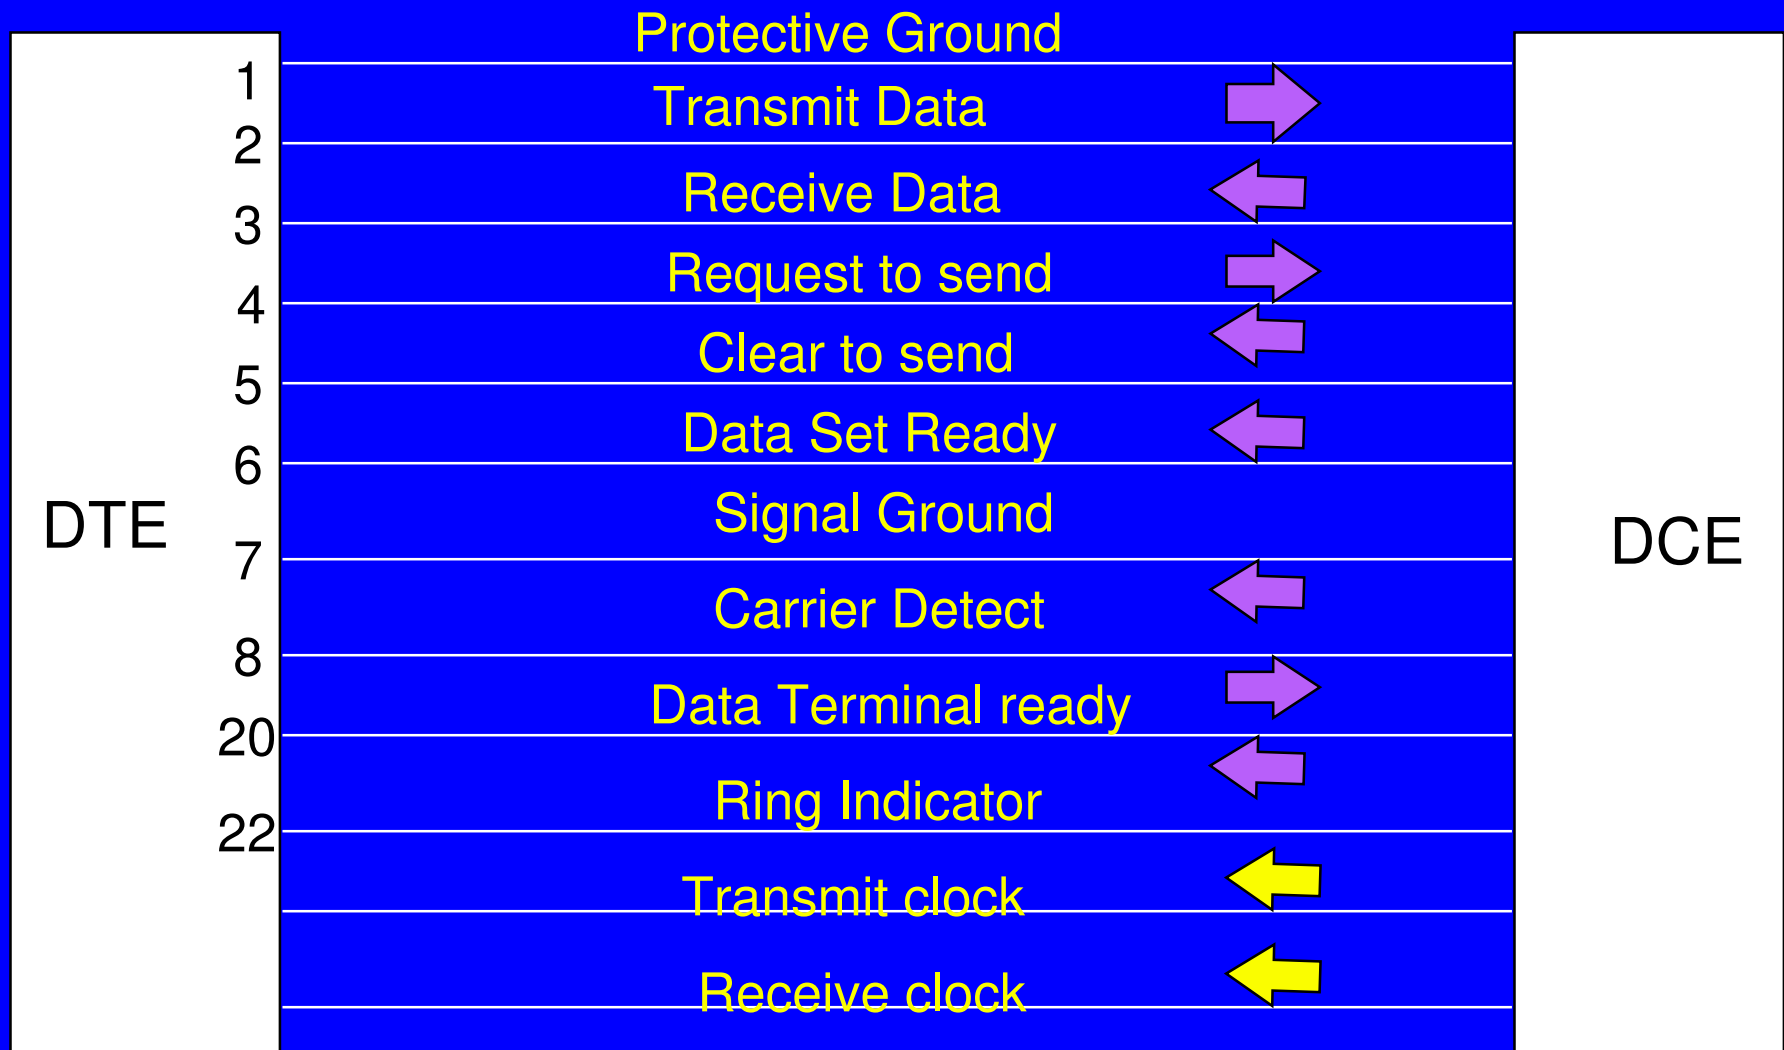 Protective Ground
1
Transmit Data
2
Receive Data
3
Request to send
4
Clear to send
5
Data Set Ready
6
Signal Ground
DTE
DCE
7
Carrier Detect
8
Data Terminal ready
20
Ring Indicator
22
Transmit clock
Receive clock